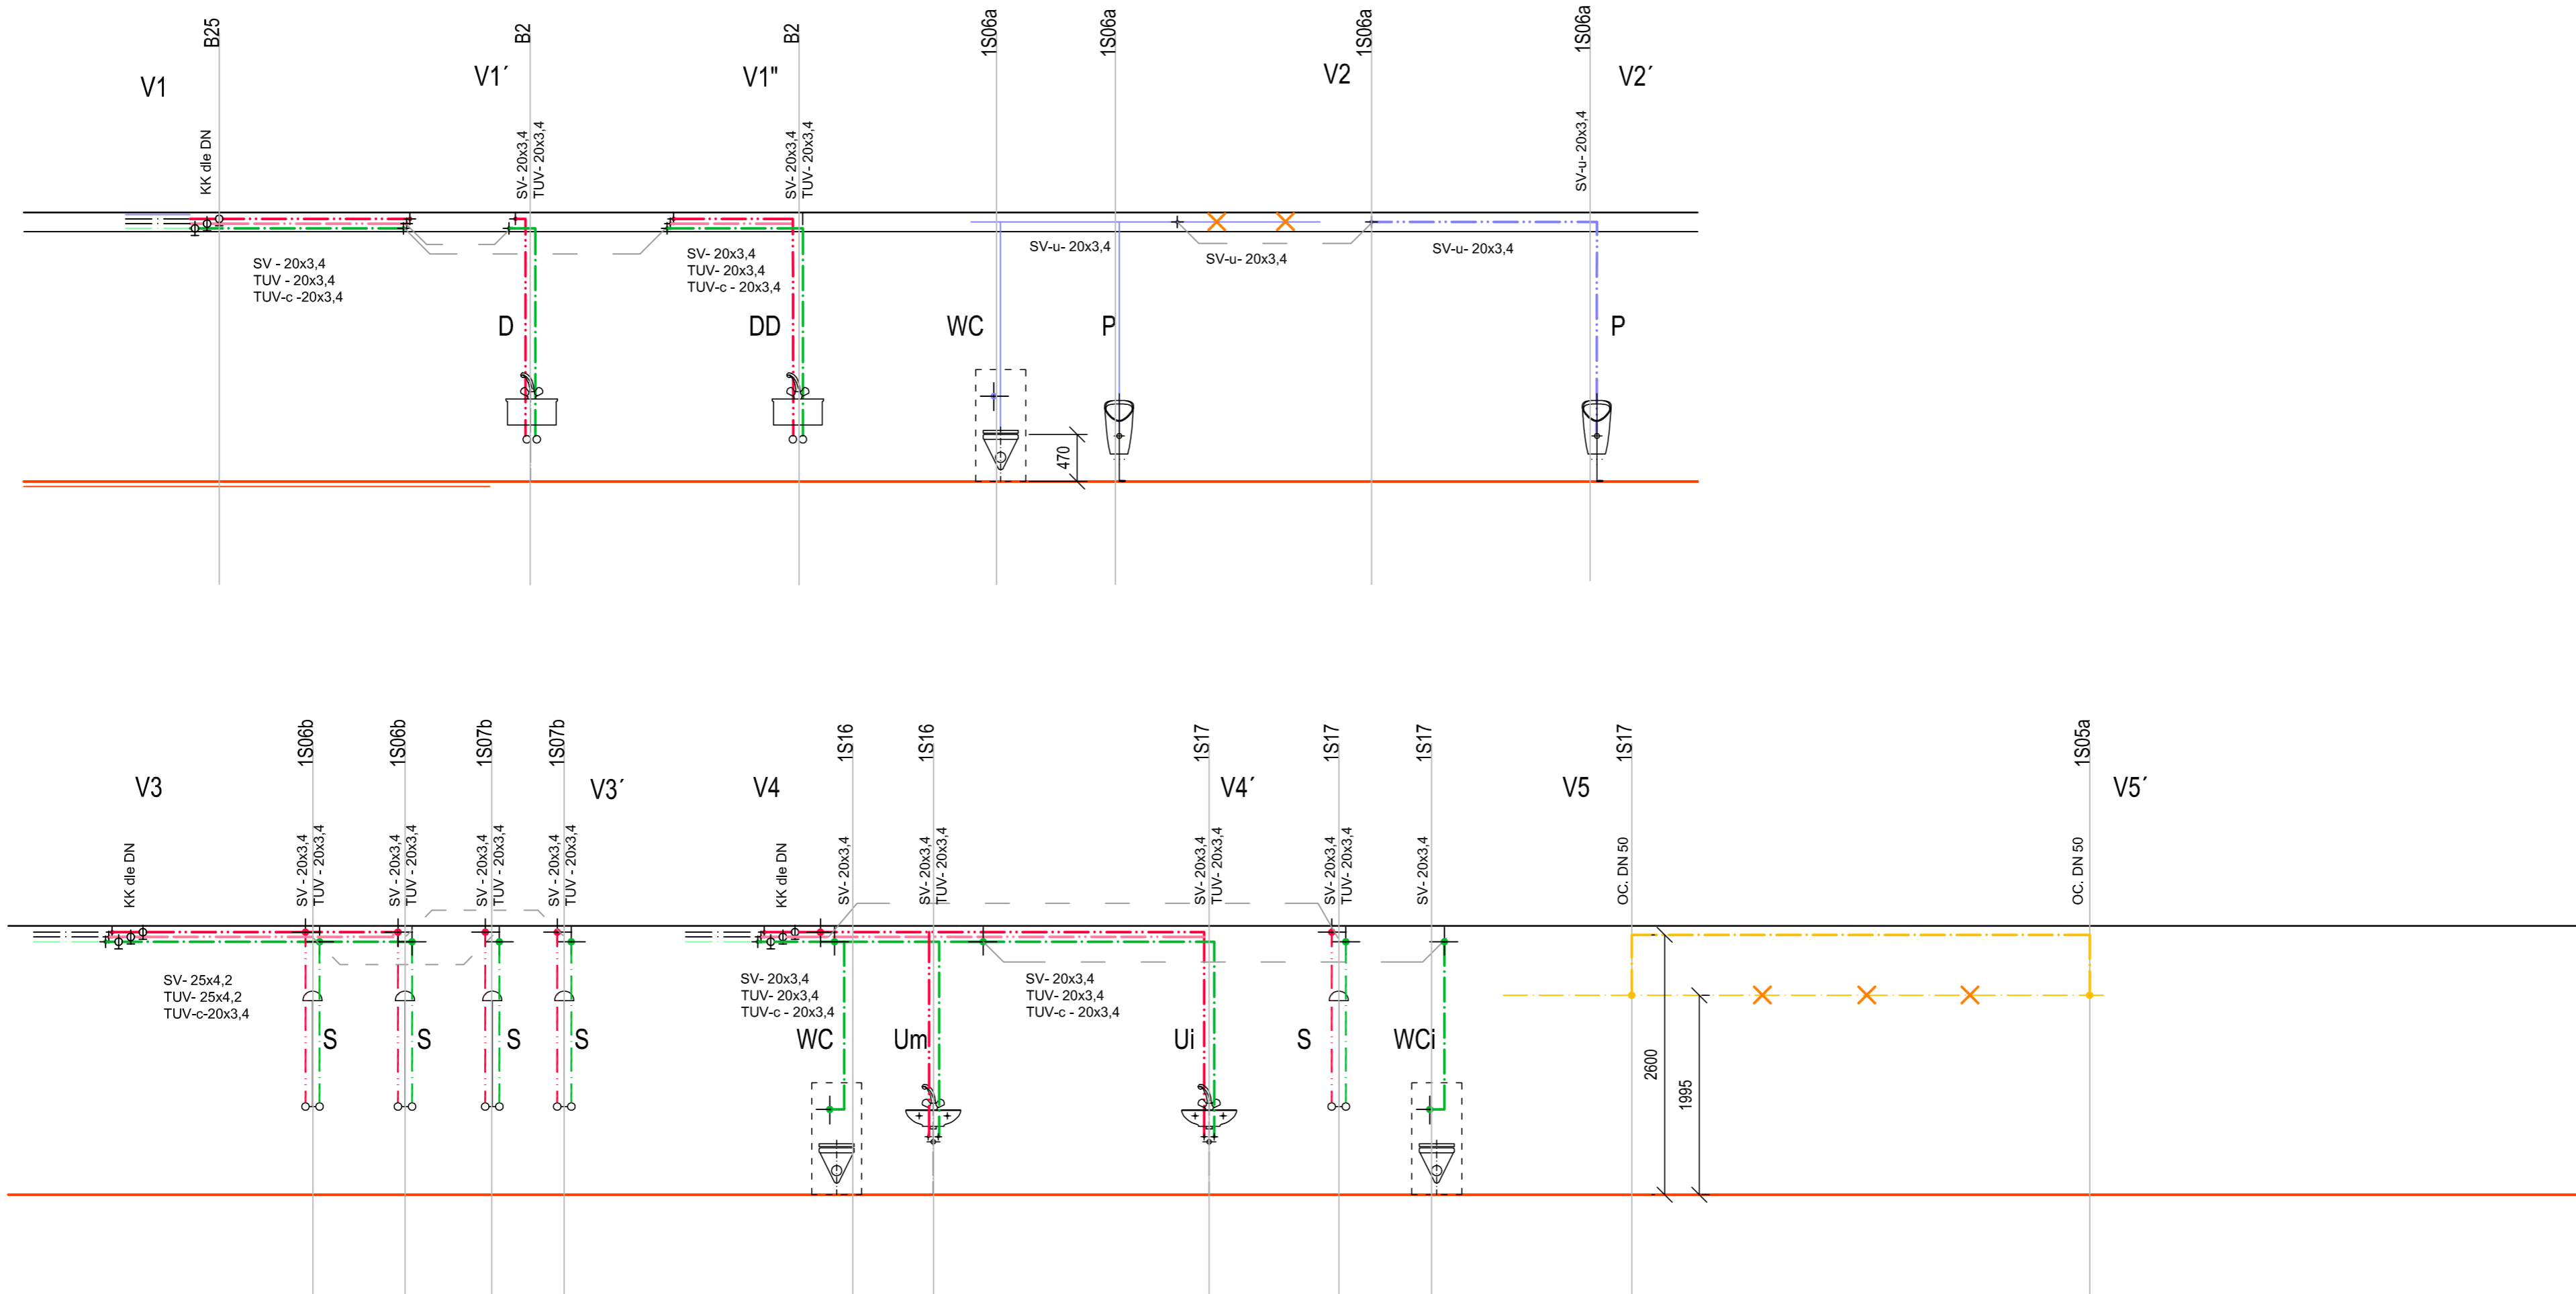 B25
B2
B2
1S06a
1S06a
1S06a
1S06a
V1
V1´
V1"
V2
V2´
KK dle DN
SV- 20x3,4
TUV- 20x3,4
SV- 20x3,4
TUV- 20x3,4
SV-u- 20x3,4
SV - 20x3,4
TUV - 20x3,4
TUV-c -20x3,4
SV- 20x3,4
TUV- 20x3,4
TUV-c - 20x3,4
SV-u- 20x3,4
SV-u- 20x3,4
SV-u- 20x3,4
D
DD
WC
P
P
470
1S06b
1S06b
1S07b
1S07b
1S16
1S16
1S17
1S17
1S17
1S17
1S05a
V3
V3´
V4
V4´
V5
V5´
KK dle DN
SV - 20x3,4
TUV - 20x3,4
SV - 20x3,4
TUV - 20x3,4
SV - 20x3,4
TUV - 20x3,4
SV - 20x3,4
TUV - 20x3,4
KK dle DN
SV- 20x3,4
SV- 20x3,4
TUV- 20x3,4
SV- 20x3,4
TUV- 20x3,4
SV- 20x3,4
TUV- 20x3,4
SV- 20x3,4
OC. DN 50
OC. DN 50
SV- 25x4,2
TUV- 25x4,2
TUV-c-20x3,4
SV- 20x3,4
TUV- 20x3,4
TUV-c - 20x3,4
SV- 20x3,4
TUV- 20x3,4
TUV-c - 20x3,4
S
S
S
S
WC
Um
Ui
S
WCi
2600
1995